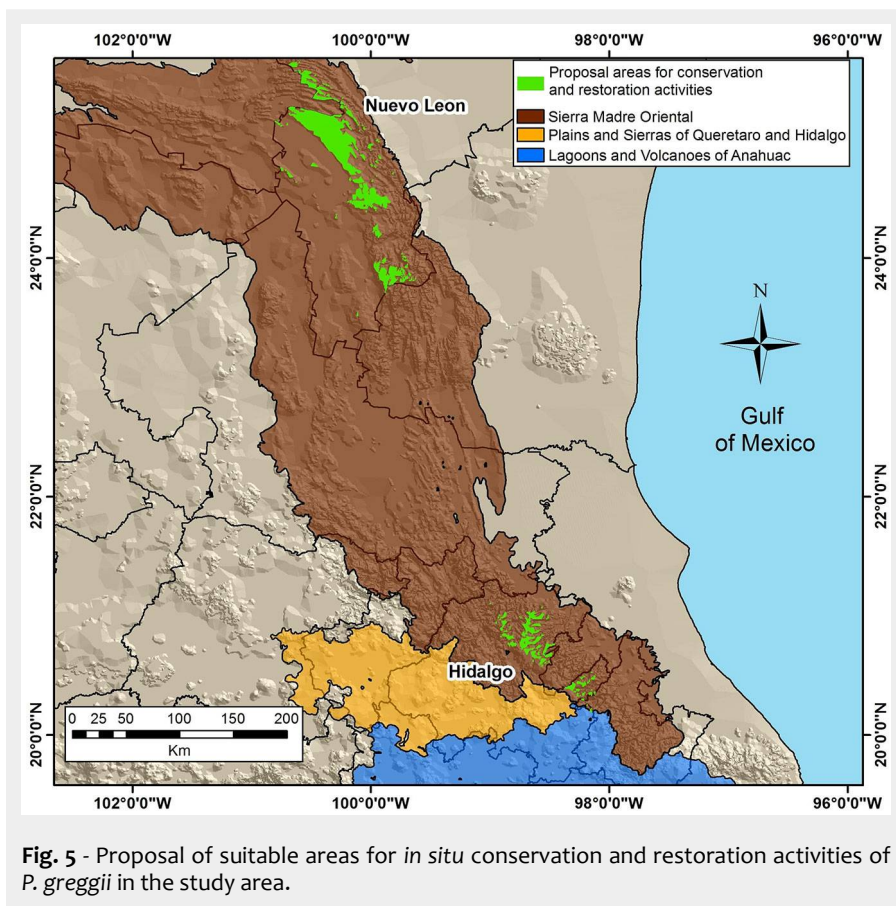 102°0'0"W
100°0'0"W
98°0'0"W
96°0'0"W
Proposal areas for conservation
and restoration activities
Sierra Madre Oriental
Plains and Sierras of Queretaro and Hidalgo
Lagoons and Volcanoes of Anahuac
Nuevo Leon
24°0'0"N
24°0'0"N
N
Gulf
of Mexico
22°0'0"N
22°0'0"N
Hidalgo
20°0'0"N
20°0'0"N
0 25 50 100 150 200
Km
102°0'0"W
100°0'0"W
98°0'0"W
96°0'0"W
Fig. 5 - Proposal of suitable areas for in situ conservation and restoration activities of
P. greggii in the study area.